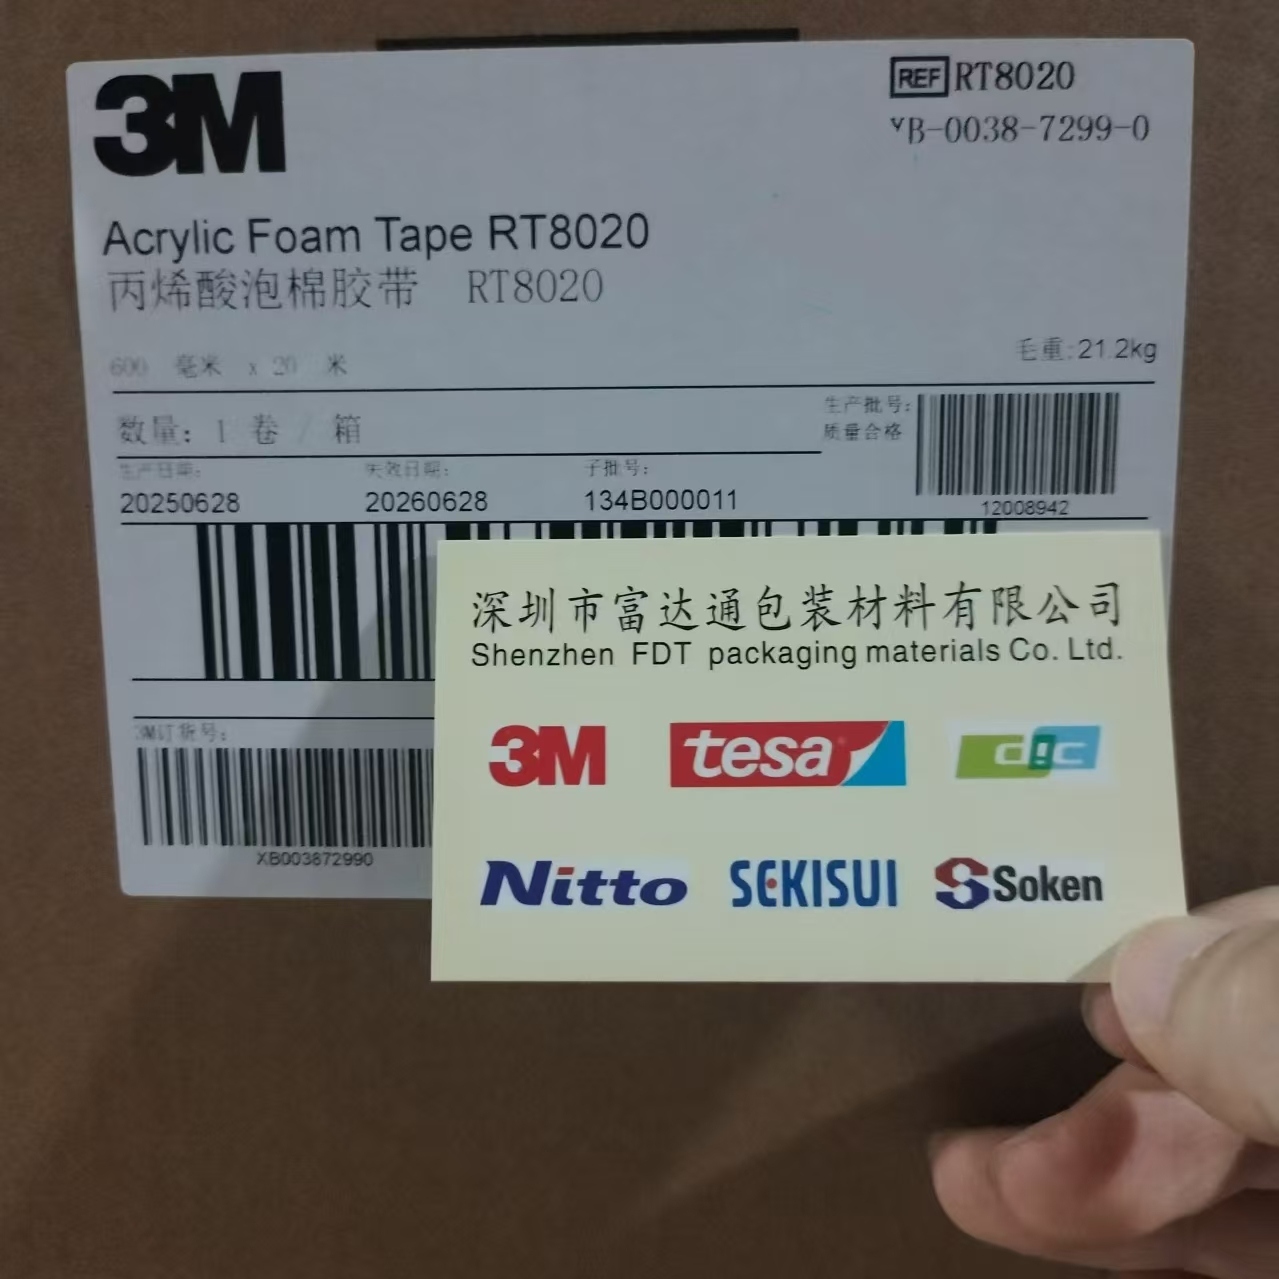 3M
REF RT8020
XB-0038-7299-0
Acrylic Foam Tape RT8020
丙烯酸泡棉胶带 RT8020
600 毫米 x 20 米
毛重:21.2kg
数量: 1 卷 / 箱
生产批号:
质量合格
12008942
生产日期: 失效日期: 子批号:
20250628 20260628 134B000011
3M订货号:
XB003872990
深圳市富达通包装材料有限公司
Shenzhen FDT packaging materials Co. Ltd.
3M tesa dic
Nitto SEKISUI Soken